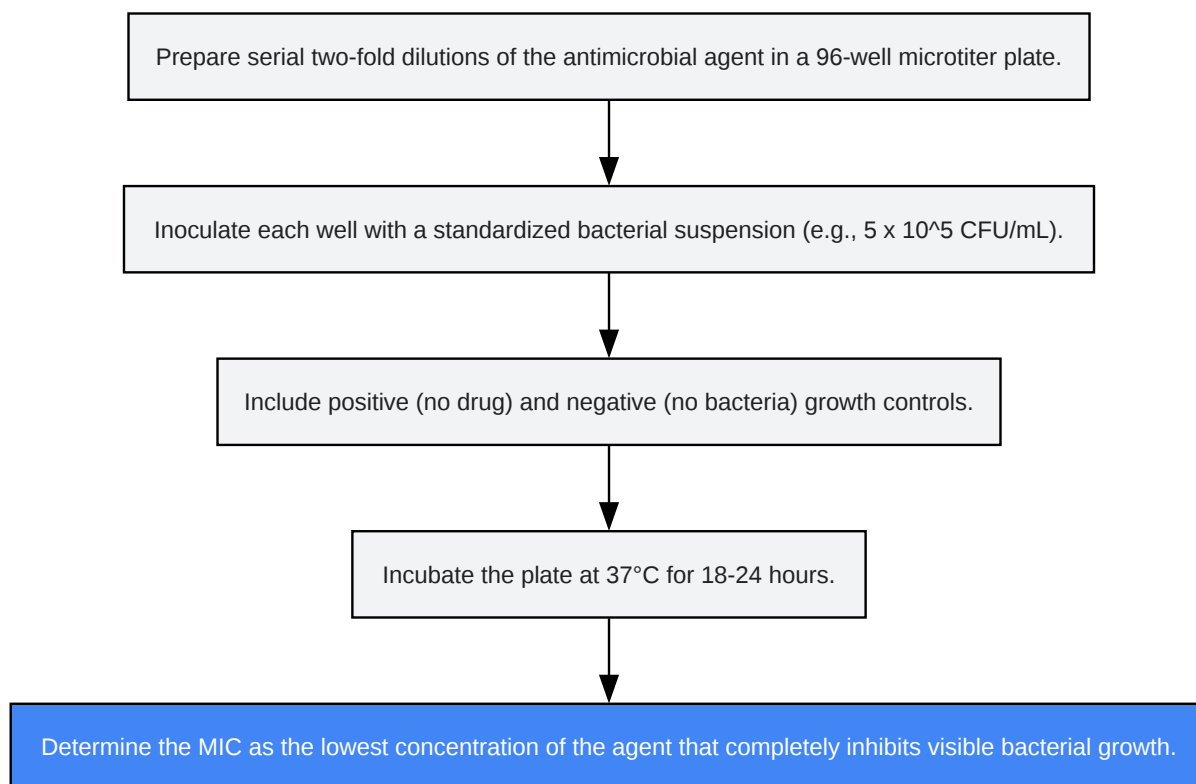 Prepare serial two-fold dilutions of the antimicrobial agent in a 96-well microtiter plate.
Inoculate each well with a standardized bacterial suspension (e.g., 5 x 10^5 CFU/mL).
Include positive (no drug) and negative (no bacteria) growth controls.
Incubate the plate at 37°C for 18-24 hours.
Determine the MIC as the lowest concentration of the agent that completely inhibits visible bacterial growth.